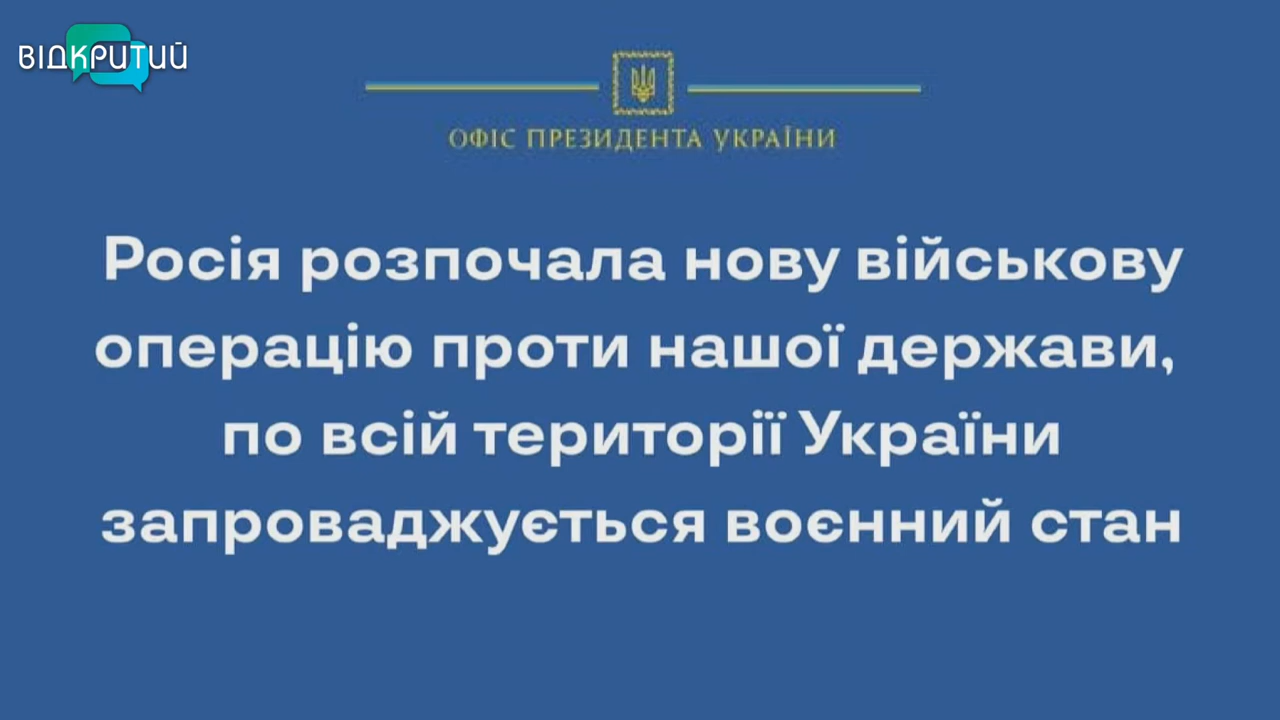 ВІДКРИТИЙ
ОФІС ПРЕЗИДЕНТА УКРАЇНИ
Росія розпочала нову військову
операцію проти нашої держави,
по всій території України
запроваджується воєнний стан